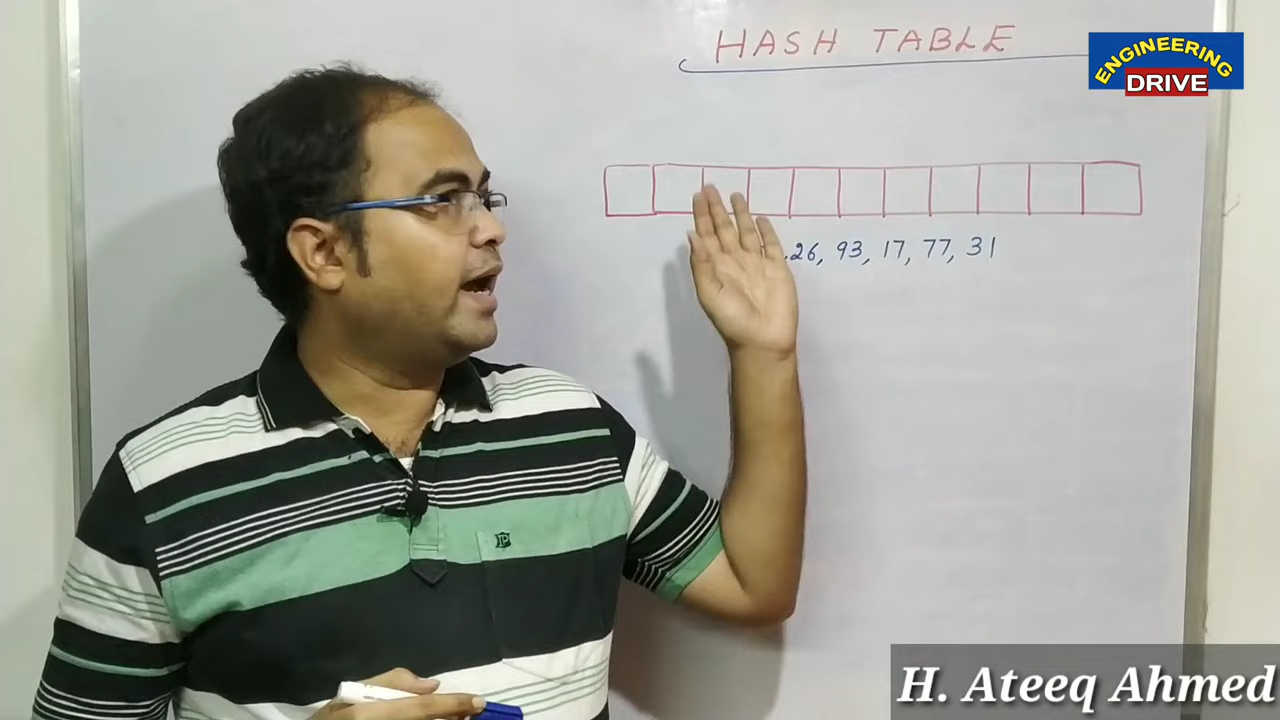 HASH TABLE
ENGINEERING
DRIVE
26, 93, 17, 77, 31
H. Ateeq Ahmed